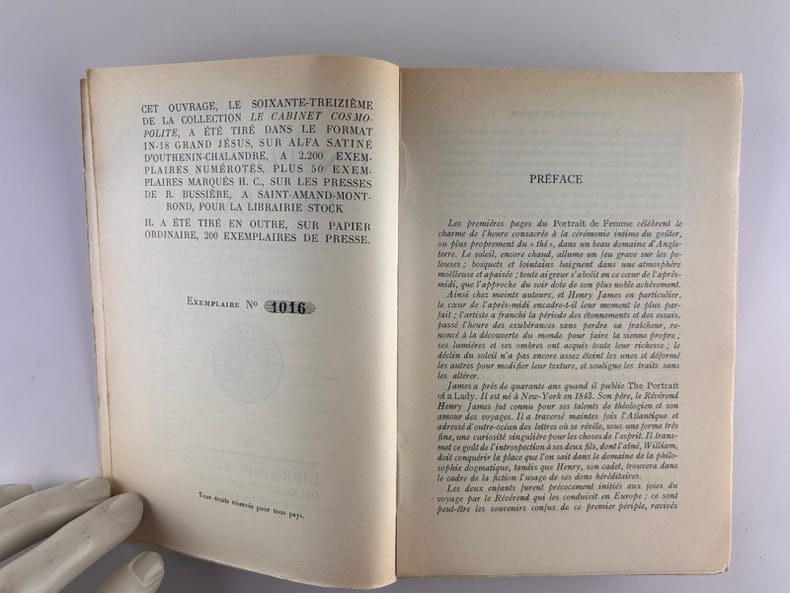 CET OUVRAGE, LE SOIXANTE-TREIZIÈME
DE LA COLLECTION LE CABINET COSMO-
POLITE, A ÉTÉ TIRÉ DANS LE FORMAT
IN-18 GRAND JÉSUS, SUR ALFA SATINÉ
D'OUTHENIN-CHALANDRE, A 2.200 EXEM-
PLAIRES NUMÉROTÉS, PLUS 50 EXEM-
PLAIRES MARQUÉS H. C., SUR LES PRESSES
DE R. BUSSIÈRE, A SAINT-AMAND-MONT-
ROND, POUR LA LIBRAIRIE STOCK
IL A ÉTÉ TIRÉ EN OUTRE, SUR PAPIER
ORDINAIRE, 200 EXEMPLAIRES DE PRESSE.
EXEMPLAIRE No 1016
Tous droits réservés pour tous pays.
PRÉFACE
Les premières pages du Portrait de Femme célèbrent le
charme de l'heure consacrée à la cérémonie intime du goûter,
ou plus proprement du « thé », dans un beau domaine d'Angle-
terre. Le soleil, encore chaud, allume un jeu grave sur les pe-
louses ; bosquets et lointains baignent dans une atmosphère
moëlleuse et apaisée ; toute aigreur s'abolit en ce cœur de l'après-
midi, que l'approche du soir dote de son plus noble achèvement.
Ainsi chez maints auteurs, et Henry James en particulier,
le cœur de l'après-midi encadre-t-il leur moment le plus par-
fait ; l'artiste a franchi la période des étonnements et des essais,
passé l'heure des exubérances sans perdre sa fraîcheur, re-
noncé à la découverte du monde pour faire la sienne propre ;
ses lumières et ses ombres ont acquis toute leur richesse ; le
déclin du soleil n'a pas encore assez éteint les unes et déformé
les autres pour modifier leur texture, et souligne les traits sans
les altérer.
James a près de quarante ans quand il publie The Portrait
of a Lady. Il est né à New-York en 1843. Son père, le Révérend
Henry James fut connu pour ses talents de théologien et son
amour des voyages. Il a traversé maintes fois l'Atlantique et
adressé d'outre-océan des lettres où se révèle, sous une forme très
fine, une curiosité singulière pour les choses de l'esprit. Il trans-
met ce goût de l'introspection à ses deux fils, dont l'aîné, William,
doit conquérir la place que l'on sait dans le domaine de la philo-
sophie dogmatique, tandis que Henry, son cadet, trouvera dans
le cadre de la fiction l'usage de ses dons héréditaires.
Les deux enfants furent précocement initiés aux joies du
voyage par le Révérend qui les conduisit en Europe ; ce sont
peut-être les souvenirs confus de ce premier périple, ravivés